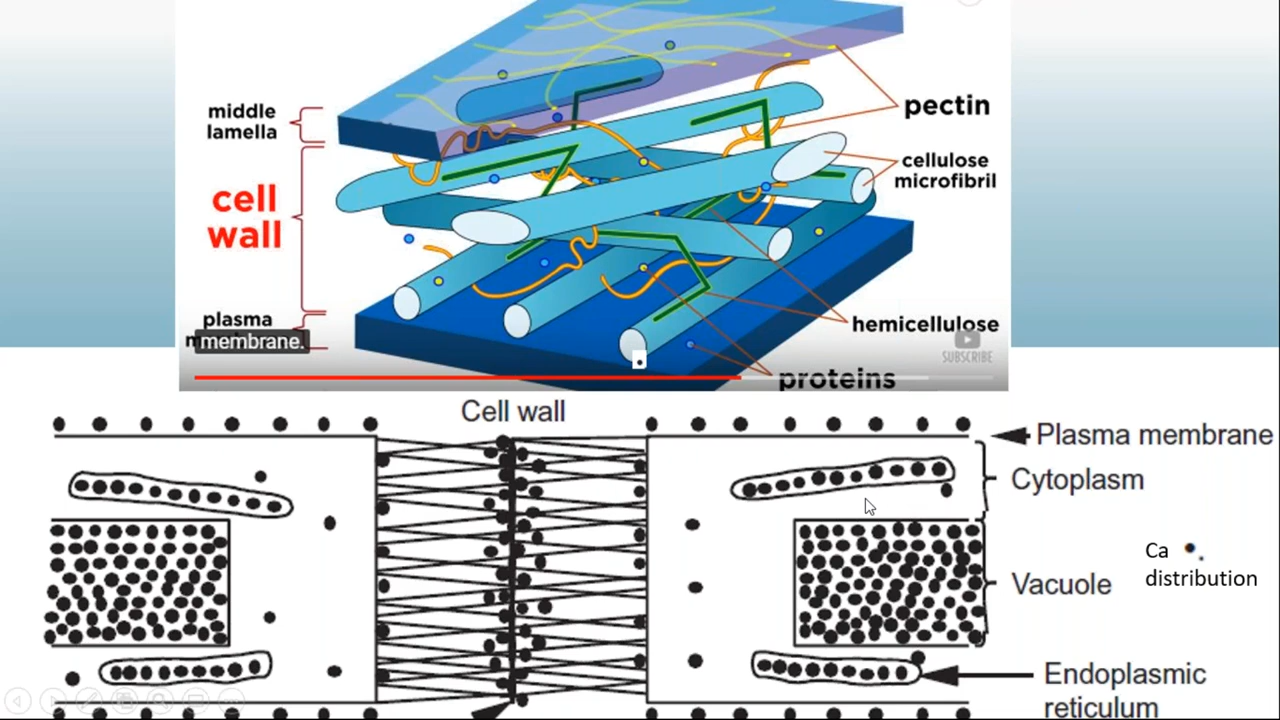 middle
lamella
cell
wall
plasma
membrane.
pectin
cellulose
microfibril
hemicellulose
SUBSCRIBE
proteins
Cell wall
Plasma membrane
Cytoplasm
Vacuole
Ca
distribution
Endoplasmic
reticulum